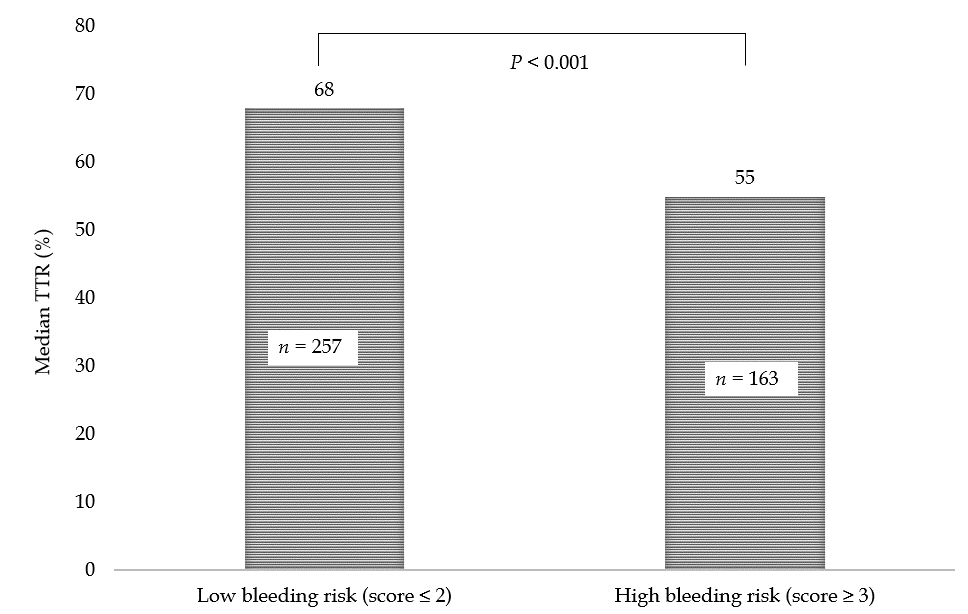 80
P < 0.001
70
68
60
55
50
Median TTR (%)
40
n = 257
30
n = 163
20
10
0
Low bleeding risk (score ≤ 2)
High bleeding risk (score ≥ 3)